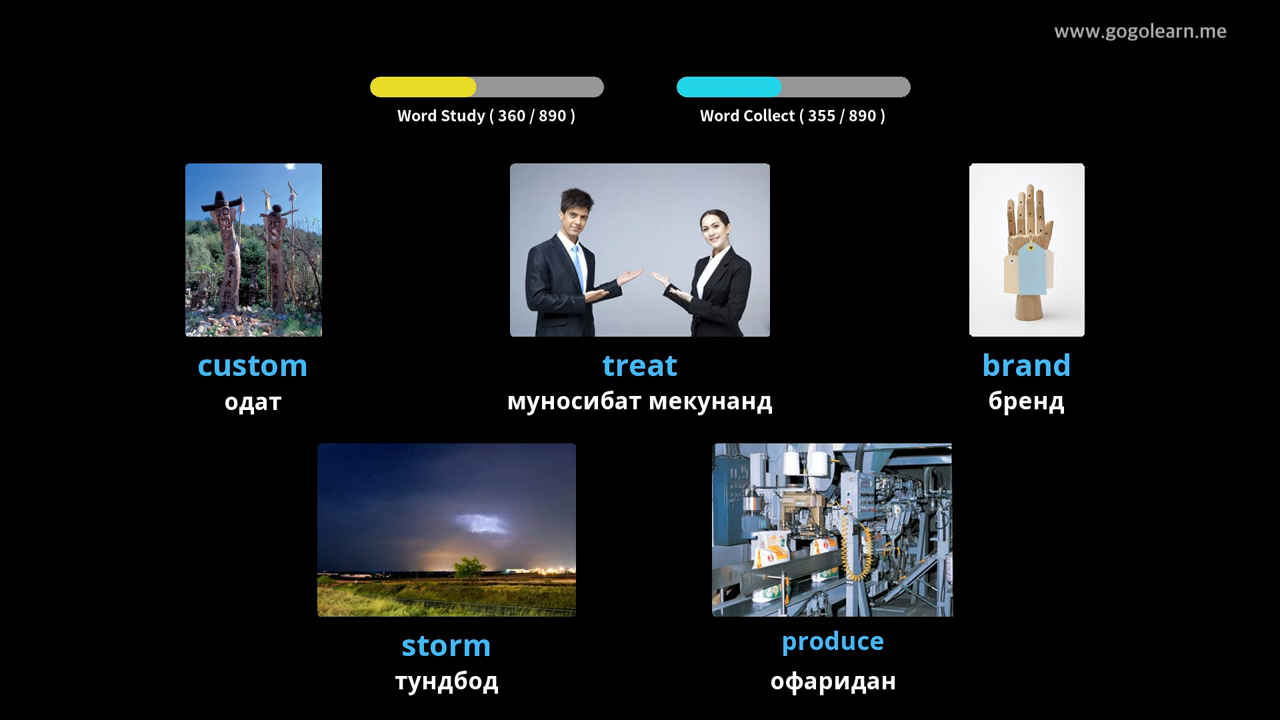 www.gogolearn.me
Word Study ( 360 / 890 )
Word Collect ( 355 / 890 )
custom
одат
treat
муносибат мекунанд
brand
бренд
storm
тундбод
produce
офаридан